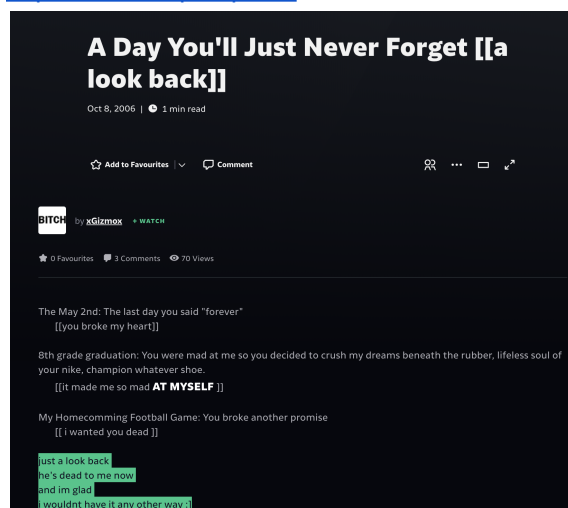 A Day You'll Just Never Forget [[a
look back]]
Oct 8, 2006 | 1 min read
Add to Favourites | Comment
BITCH by xGizmox + WATCH
0 Favourites 3 Comments 70 Views
The May 2nd: The last day you said "forever"
[[you broke my heart]]
8th grade graduation: You were mad at me so you decided to crush my dreams beneath the rubber, lifeless soul of
your nike, champion whatever shoe.
[[it made me so mad AT MYSELF ]]
My Homecomming Football Game: You broke another promise
[[ i wanted you dead ]]
just a look back
he's dead to me now
and im glad
i wouldnt have it any other way :]